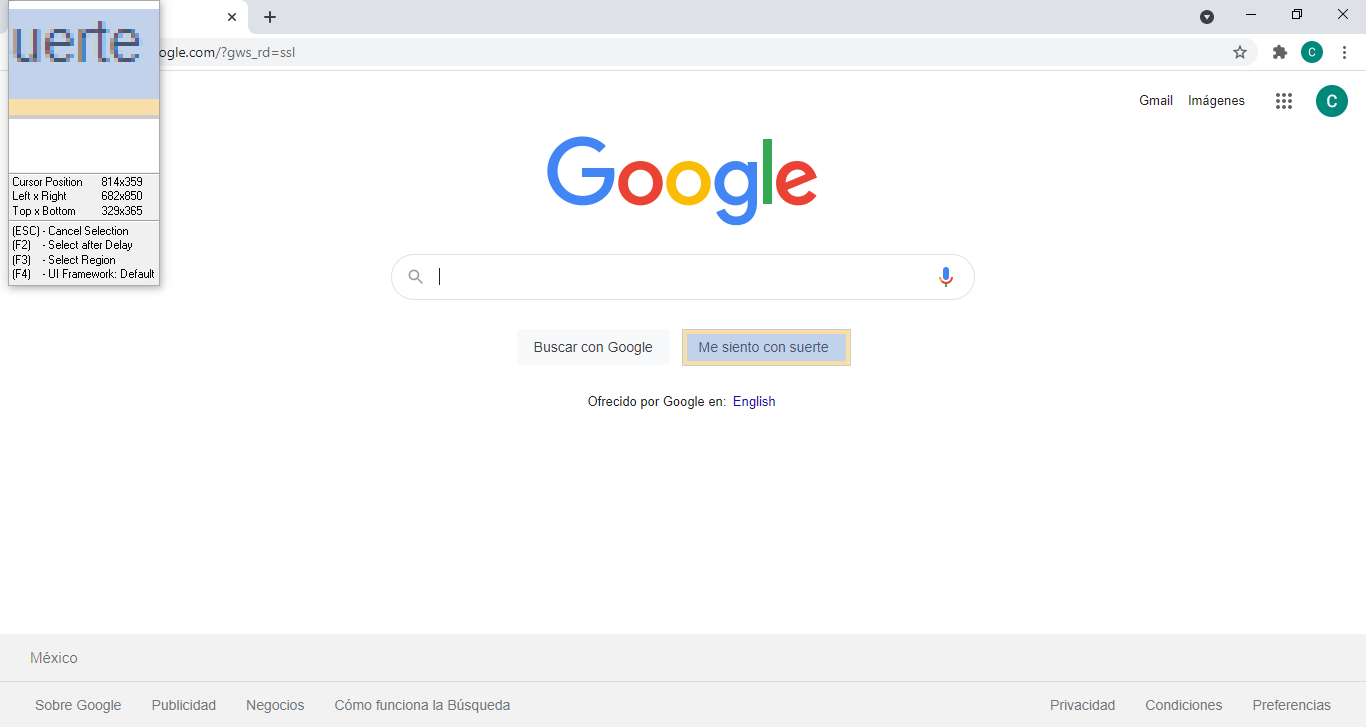 uerte
ogle.com/?gws_rd=ssl
C
Cursor Position 814x359
Left x Right 682x850
Top x Bottom 329x365
(ESC) - Cancel Selection
(F2) - Select after Delay
(F3) - Select Region
(F4) - UI Framework: Default
Gmail Imágenes C
Google
Buscar con Google Me siento con suerte
Ofrecido por Google en: English
México
Sobre Google Publicidad Negocios Cómo funciona la Búsqueda Privacidad Condiciones Preferencias